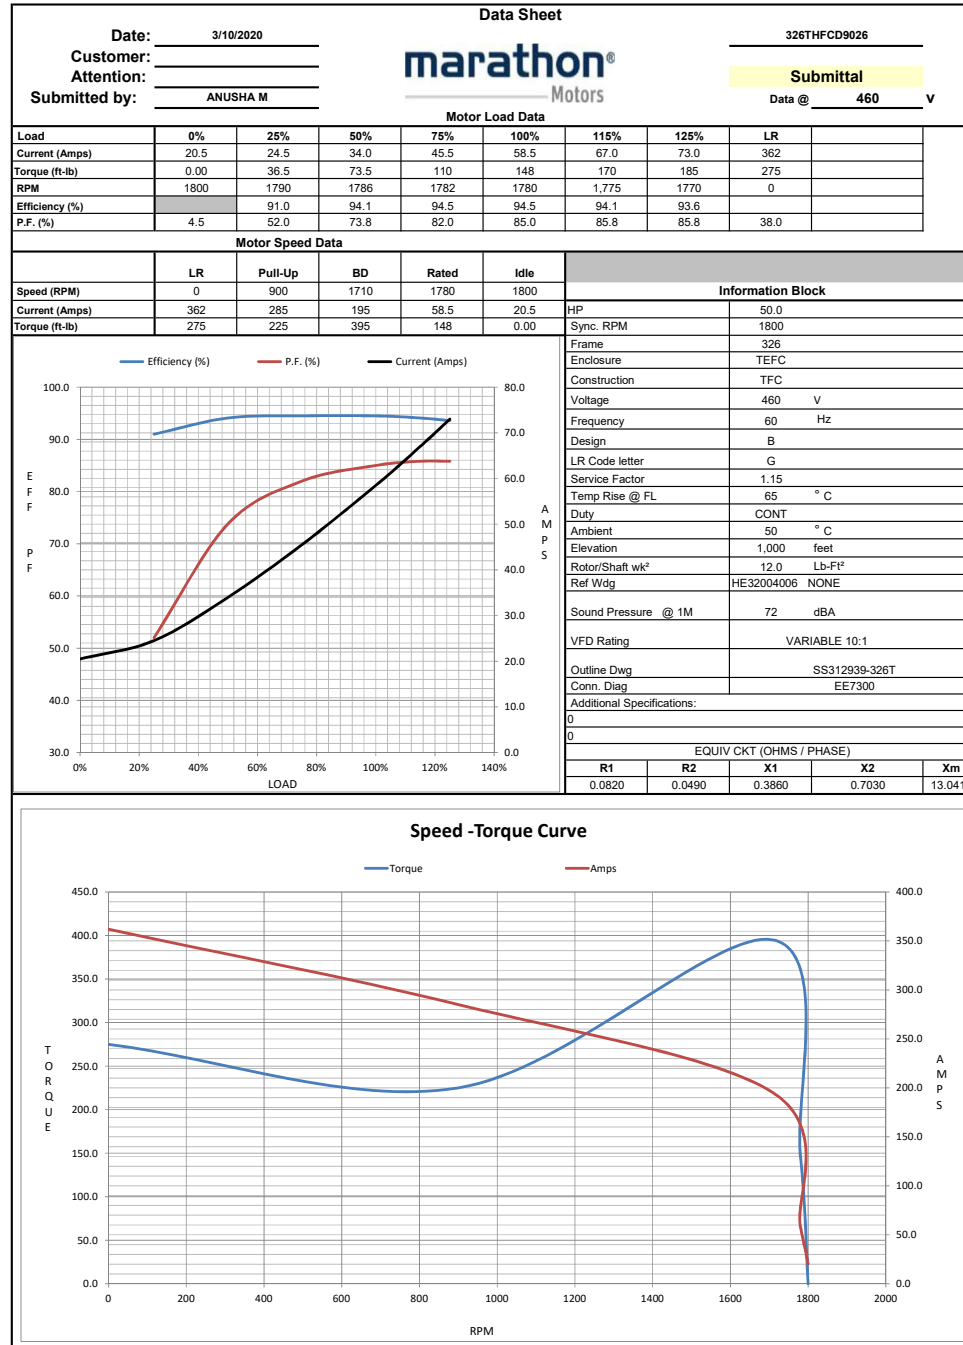 Data Sheet
Date: 3/10/2020 326THFCD9026
Customer:
Attention: Submittal
Submitted by: ANUSHA M Data @ 460 V
marathon®
Motors
Motor Load Data
Load 0% 25% 50% 75% 100% 115% 125% LR
Current (Amps) 20.5 24.5 34.0 45.5 58.5 67.0 73.0 362
Torque (ft-lb) 0.00 36.5 73.5 110 148 170 185 275
RPM 1800 1790 1786 1782 1780 1,775 1770 0
Efficiency (%) 91.0 94.1 94.5 94.5 94.1 93.6
P.F. (%) 4.5 52.0 73.8 82.0 85.0 85.8 85.8 38.0
Motor Speed Data
LR Pull-Up BD Rated Idle
Speed (RPM) 0 900 1710 1780 1800
Current (Amps) 362 285 195 58.5 20.5
Torque (ft-lb) 275 225 395 148 0.00
Information Block
HP 50.0
Sync. RPM 1800
Frame 326
Enclosure TEFC
Construction TFC
Voltage 460 V
Frequency 60 Hz
Design B
LR Code letter G
Service Factor 1.15
Temp Rise @ FL 65 ° C
Duty CONT
Ambient 50 ° C
Elevation 1,000 feet
Rotor/Shaft wk² 12.0 Lb-Ft²
Ref Wdg HE32004006 NONE
Sound Pressure @ 1M 72 dBA
VFD Rating VARIABLE 10:1
Outline Dwg SS312939-326T
Conn. Diag EE7300
Additional Specifications:
0
0
EQUIV CKT (OHMS / PHASE)
R1 R2 X1 X2 Xm
0.0820 0.0490 0.3860 0.7030 13.041
Efficiency (%) P.F. (%) Current (Amps)
100.0 80.0
90.0 70.0
80.0 60.0
70.0 50.0
60.0 40.0
50.0 30.0
40.0 20.0
30.0 10.0
0.0
EFF PF
AMPS
0% 20% 40% 60% 80% 100% 120% 140%
LOAD
Speed -Torque Curve
Torque Amps
450.0 400.0
400.0 350.0
350.0 300.0
300.0 250.0
250.0 200.0
200.0 150.0
150.0 100.0
100.0 50.0
50.0 0.0
0.0
TORQUE
AMPS
0 200 400 600 800 1000 1200 1400 1600 1800 2000
RPM